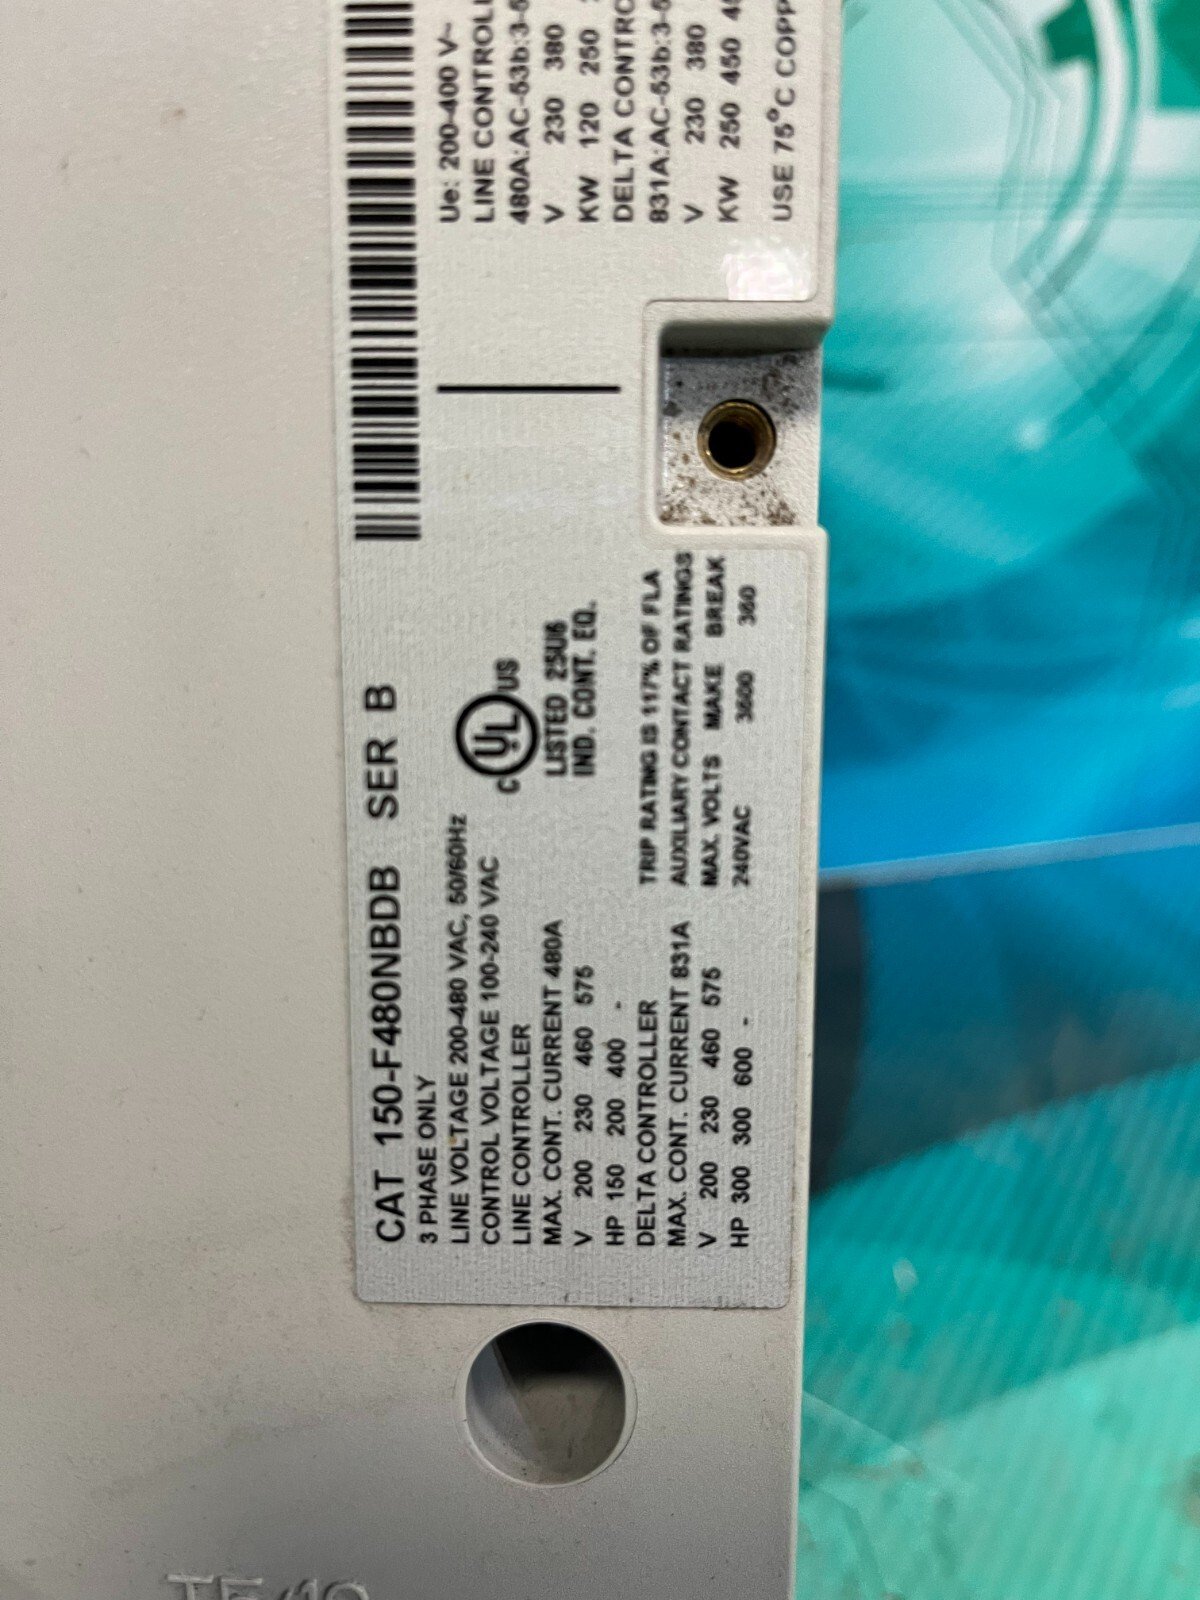 CAT 150-F480NBDB SER B
3 PHASE ONLY
LINE VOLTAGE 200-480 VAC, 50/60Hz
CONTROL VOLTAGE 100-240 VAC
LINE CONTROLLER
MAX. CONT. CURRENT 480A
V 200 230 460 575
HP 150 200 400 -
DELTA CONTROLLER
MAX. CONT. CURRENT 831A
V 200 230 460 575
HP 300 300 600 -
C UL US
LISTED 25U6
IND. CONT. EQ.
TRIP RATING IS 117% OF FLA
AUXILIARY CONTACT RATINGS
MAX. VOLTS MAKE BREAK
240VAC 3600 360
Ue: 200-400 V~
LINE
480A:AC-53b:
V 230 380
KW 120 250
DELTA
831A:AC-53b:
V 230 380
KW 250 450
USE 75°C